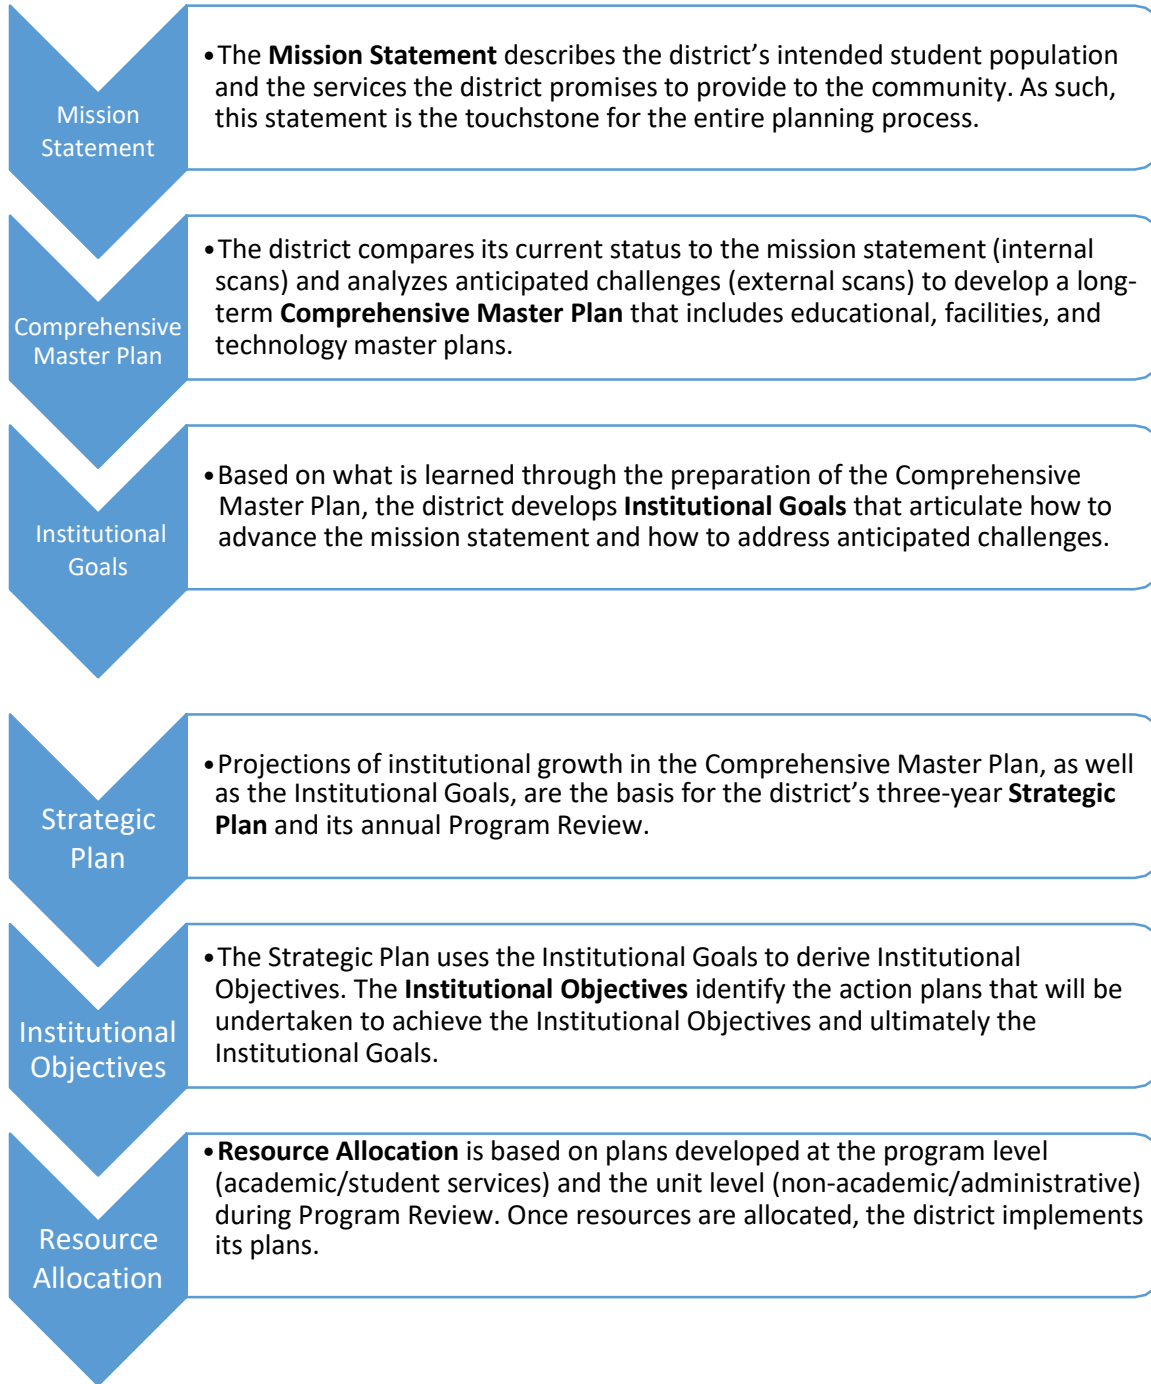 Mission
Statement
•The Mission Statement describes the district’s intended student population
and the services the district promises to provide to the community. As such,
this statement is the touchstone for the entire planning process.
Comprehensive
Master Plan
•The district compares its current status to the mission statement (internal
scans) and analyzes anticipated challenges (external scans) to develop a long-
term Comprehensive Master Plan that includes educational, facilities, and
technology master plans.
Institutional
Goals
•Based on what is learned through the preparation of the Comprehensive
Master Plan, the district develops Institutional Goals that articulate how to
advance the mission statement and how to address anticipated challenges.
Strategic
Plan
•Projections of institutional growth in the Comprehensive Master Plan, as well
as the Institutional Goals, are the basis for the district’s three-year Strategic
Plan and its annual Program Review.
Institutional
Objectives
•The Strategic Plan uses the Institutional Goals to derive Institutional
Objectives. The Institutional Objectives identify the action plans that will be
undertaken to achieve the Institutional Objectives and ultimately the
Institutional Goals.
Resource
Allocation
•Resource Allocation is based on plans developed at the program level
(academic/student services) and the unit level (non-academic/administrative)
during Program Review. Once resources are allocated, the district implements
its plans.